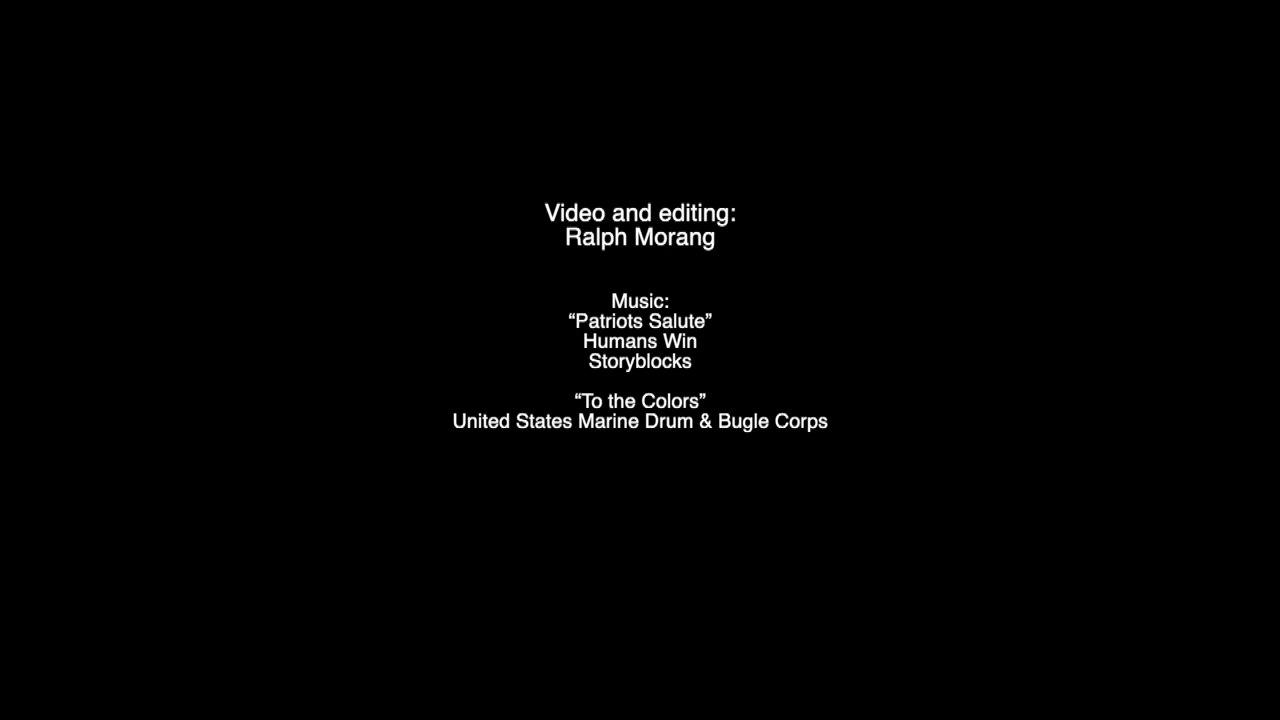 Video and editing:
Ralph Morang
Music:
“Patriots Salute”
Humans Win
Storyblocks
“To the Colors”
United States Marine Drum & Bugle Corps